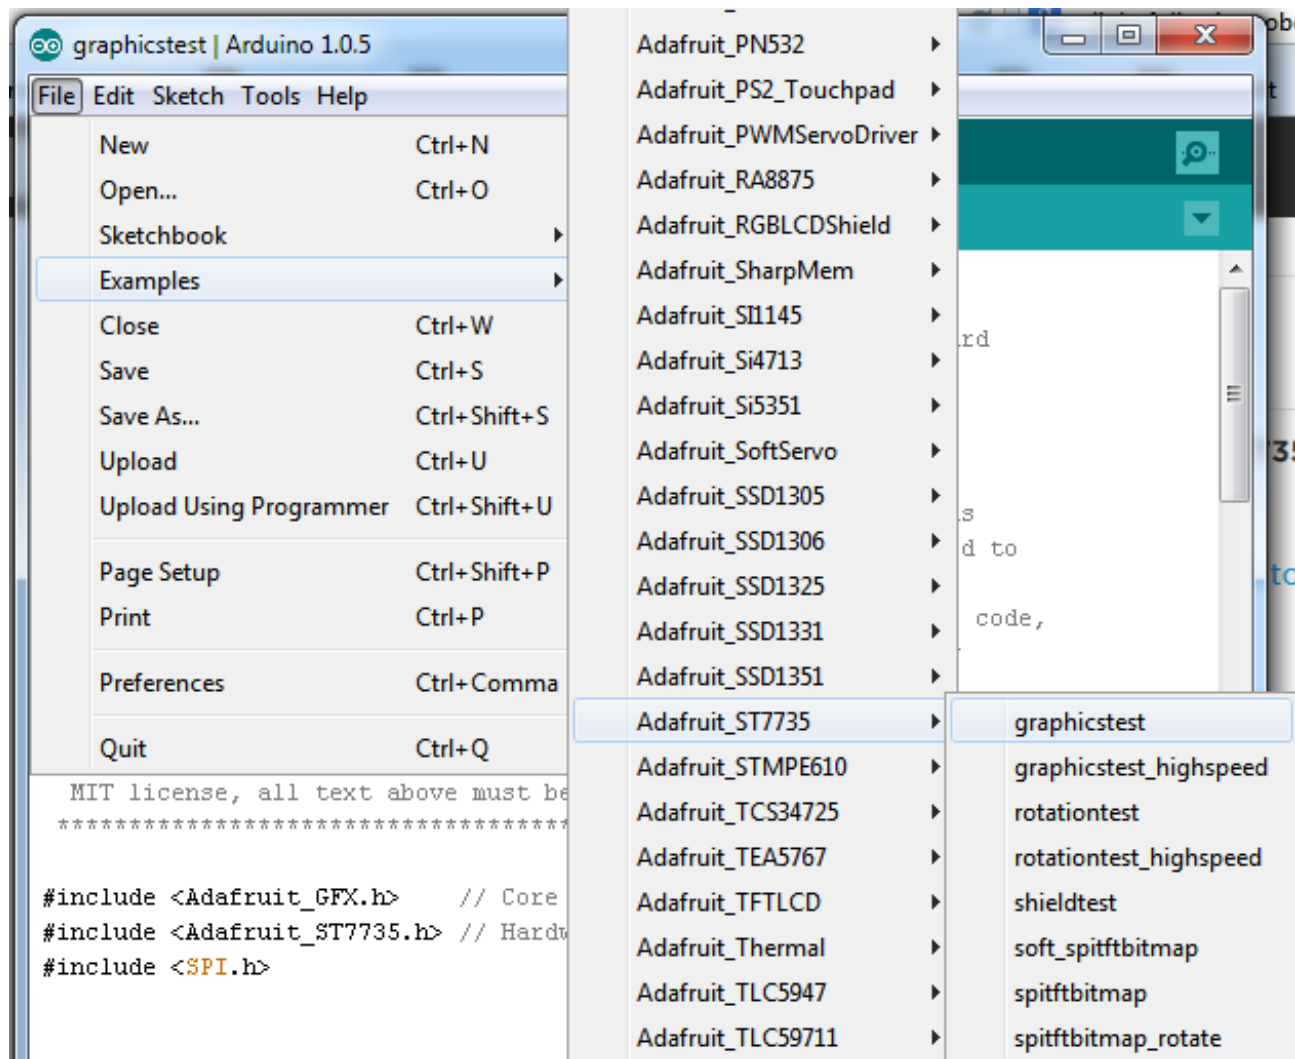 graphicstest | Arduino 1.0.5
File Edit Sketch Tools Help
New Ctrl+N
Open... Ctrl+O
Sketchbook
Examples
Close Ctrl+W
Save Ctrl+S
Save As... Ctrl+Shift+S
Upload Ctrl+U
Upload Using Programmer Ctrl+Shift+U
Page Setup Ctrl+Shift+P
Print Ctrl+P
Preferences Ctrl+Comma
Quit Ctrl+Q
Adafruit_PN532
Adafruit_PS2_Touchpad
Adafruit_PWMServoDriver
Adafruit_RA8875
Adafruit_RGBLCDShield
Adafruit_SharpMem
Adafruit_SI1145
Adafruit_Si4713
Adafruit_Si5351
Adafruit_SoftServo
Adafruit_SSD1305
Adafruit_SSD1306
Adafruit_SSD1325
Adafruit_SSD1331
Adafruit_SSD1351
Adafruit_ST7735
Adafruit_STMPE610
Adafruit_TCS34725
Adafruit_TEA5767
Adafruit_TFTLCD
Adafruit_Thermal
Adafruit_TLC5947
Adafruit_TLC59711
graphicstest
graphicstest_highspeed
rotationtest
rotationtest_highspeed
shieldtest
soft_spitftbitmap
spitftbitmap
spitftbitmap_rotate
rd
s
d to
code,
MIT license, all text above must be
************************************
#include <Adafruit_GFX.h> // Core
#include <Adafruit_ST7735.h> // Hardw
#include <SPI.h>